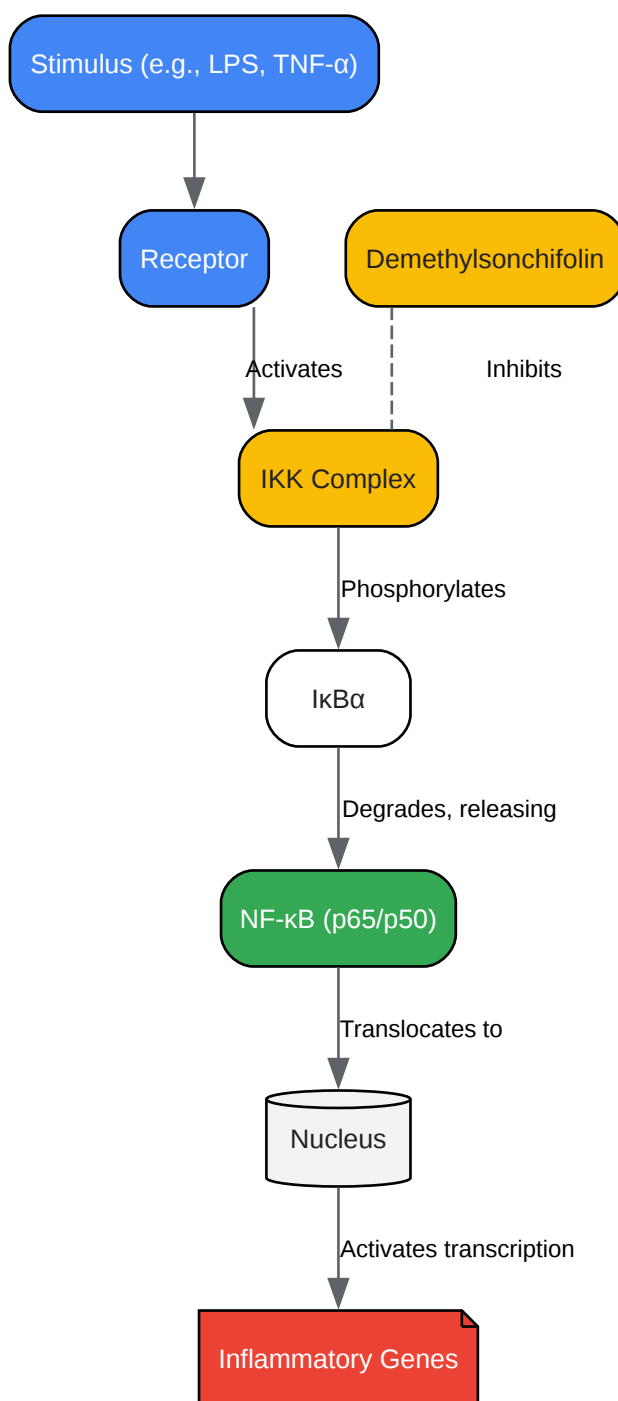 Stimulus (e.g., LPS, TNF-α)
Receptor
Demethylsonchifolin
Activates
Inhibits
IKK Complex
Phosphorylates
IκBα
Degrades, releasing
NF-κB (p65/p50)
Translocates to
Nucleus
Activates transcription
Inflammatory Genes